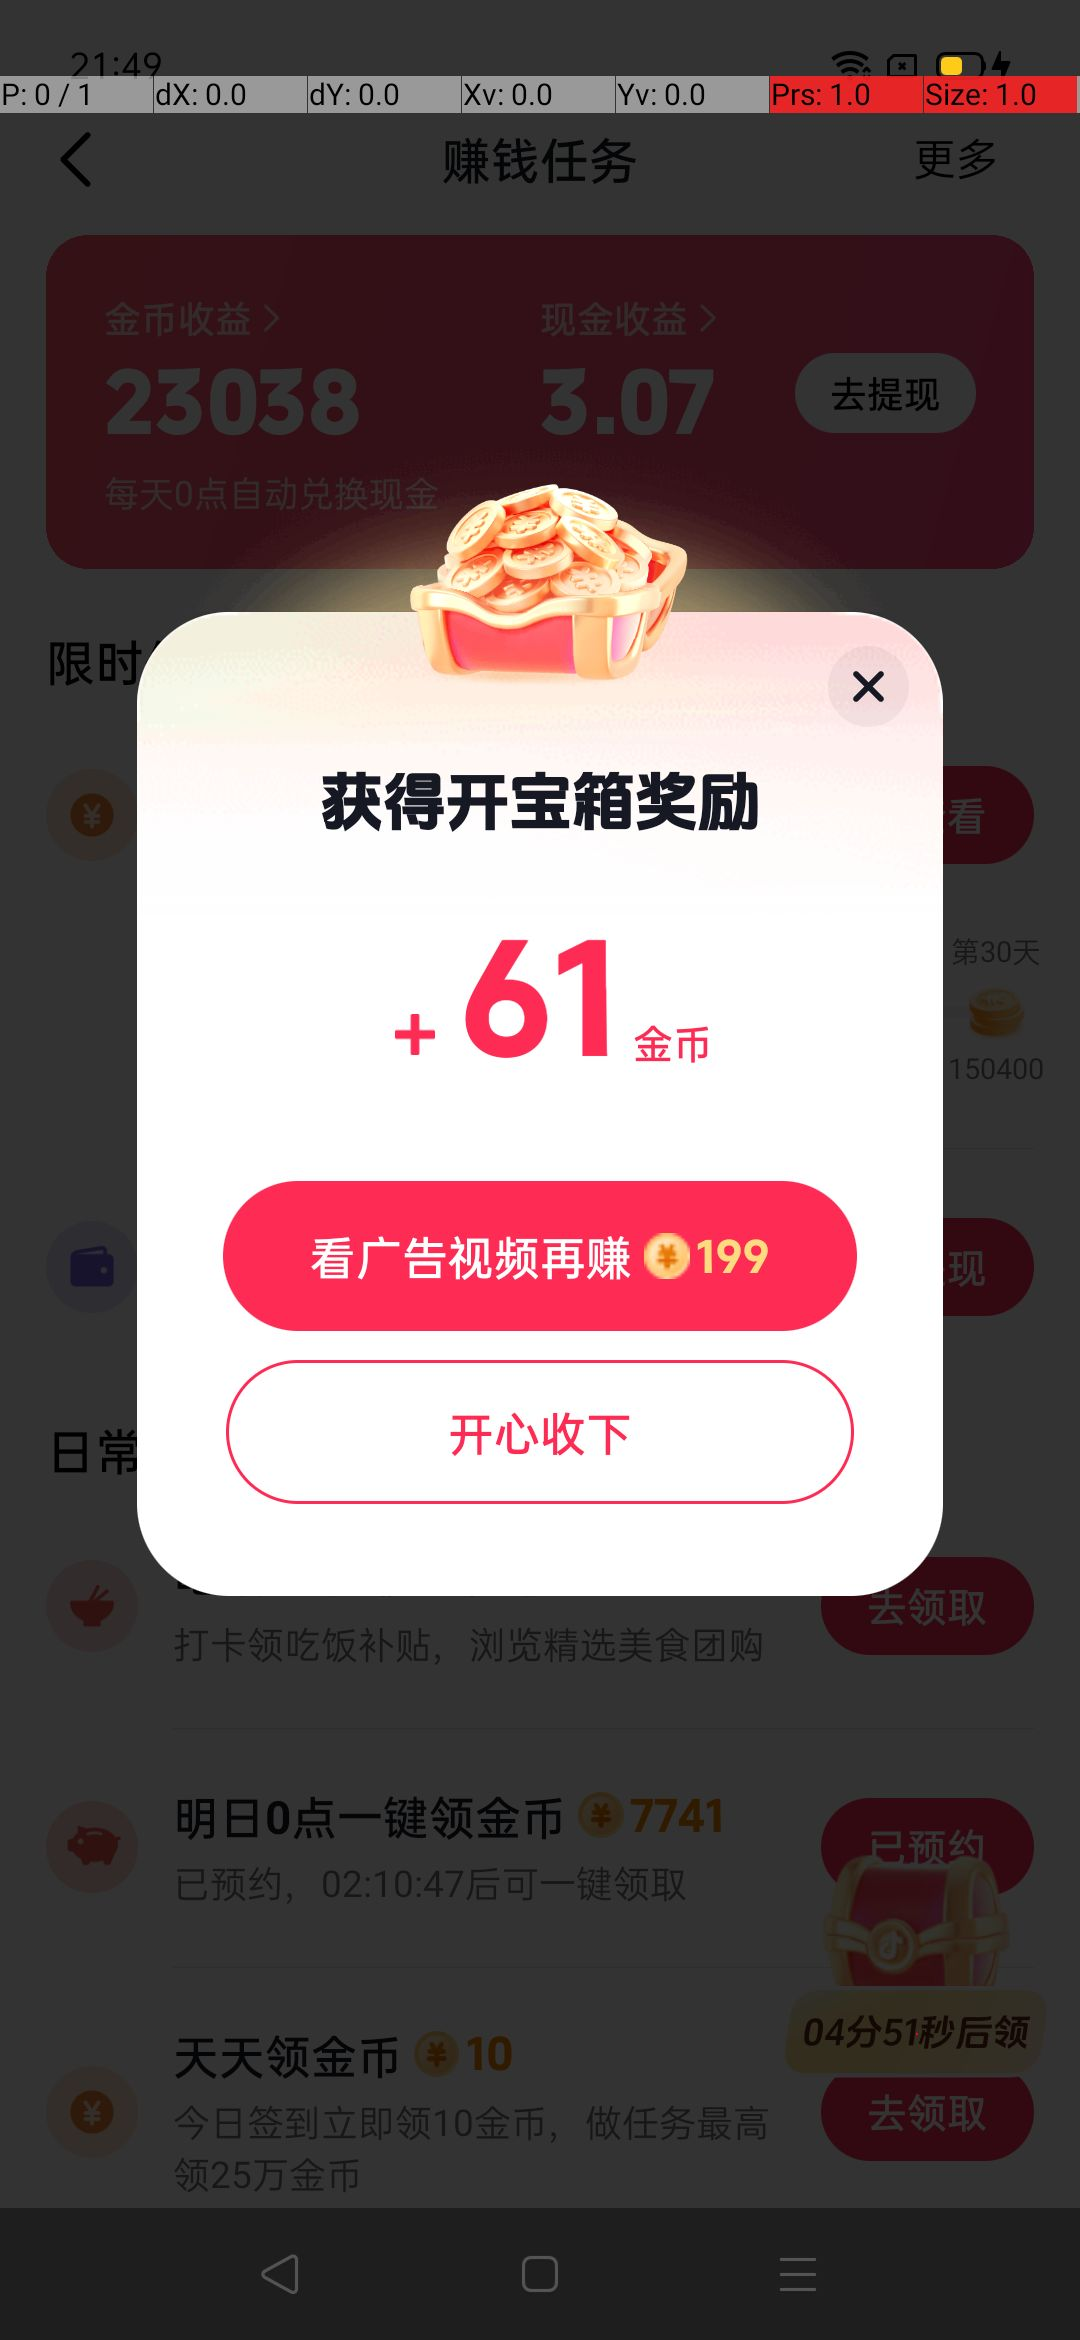 21:49
P: 0 / 1
dX: 0.0
dY: 0.0
Xv: 0.0
Yv: 0.0
Prs: 1.0
Size: 1.0
赚钱任务
更多
金币收益
现金收益
23038
3.07
去提现
每天0点自动兑换现金
限时
获得开宝箱奖励
看
+61金币
第30天
150400
看广告视频再赚 199
现
开心收下
日常
去领取
打卡领吃饭补贴，浏览精选美食团购
明日0点一键领金币 7741
已预约
已预约，02:10:47后可一键领取
04分51秒后领
天天领金币 10
今日签到立即领10金币，做任务最高
领25万金币
去领取